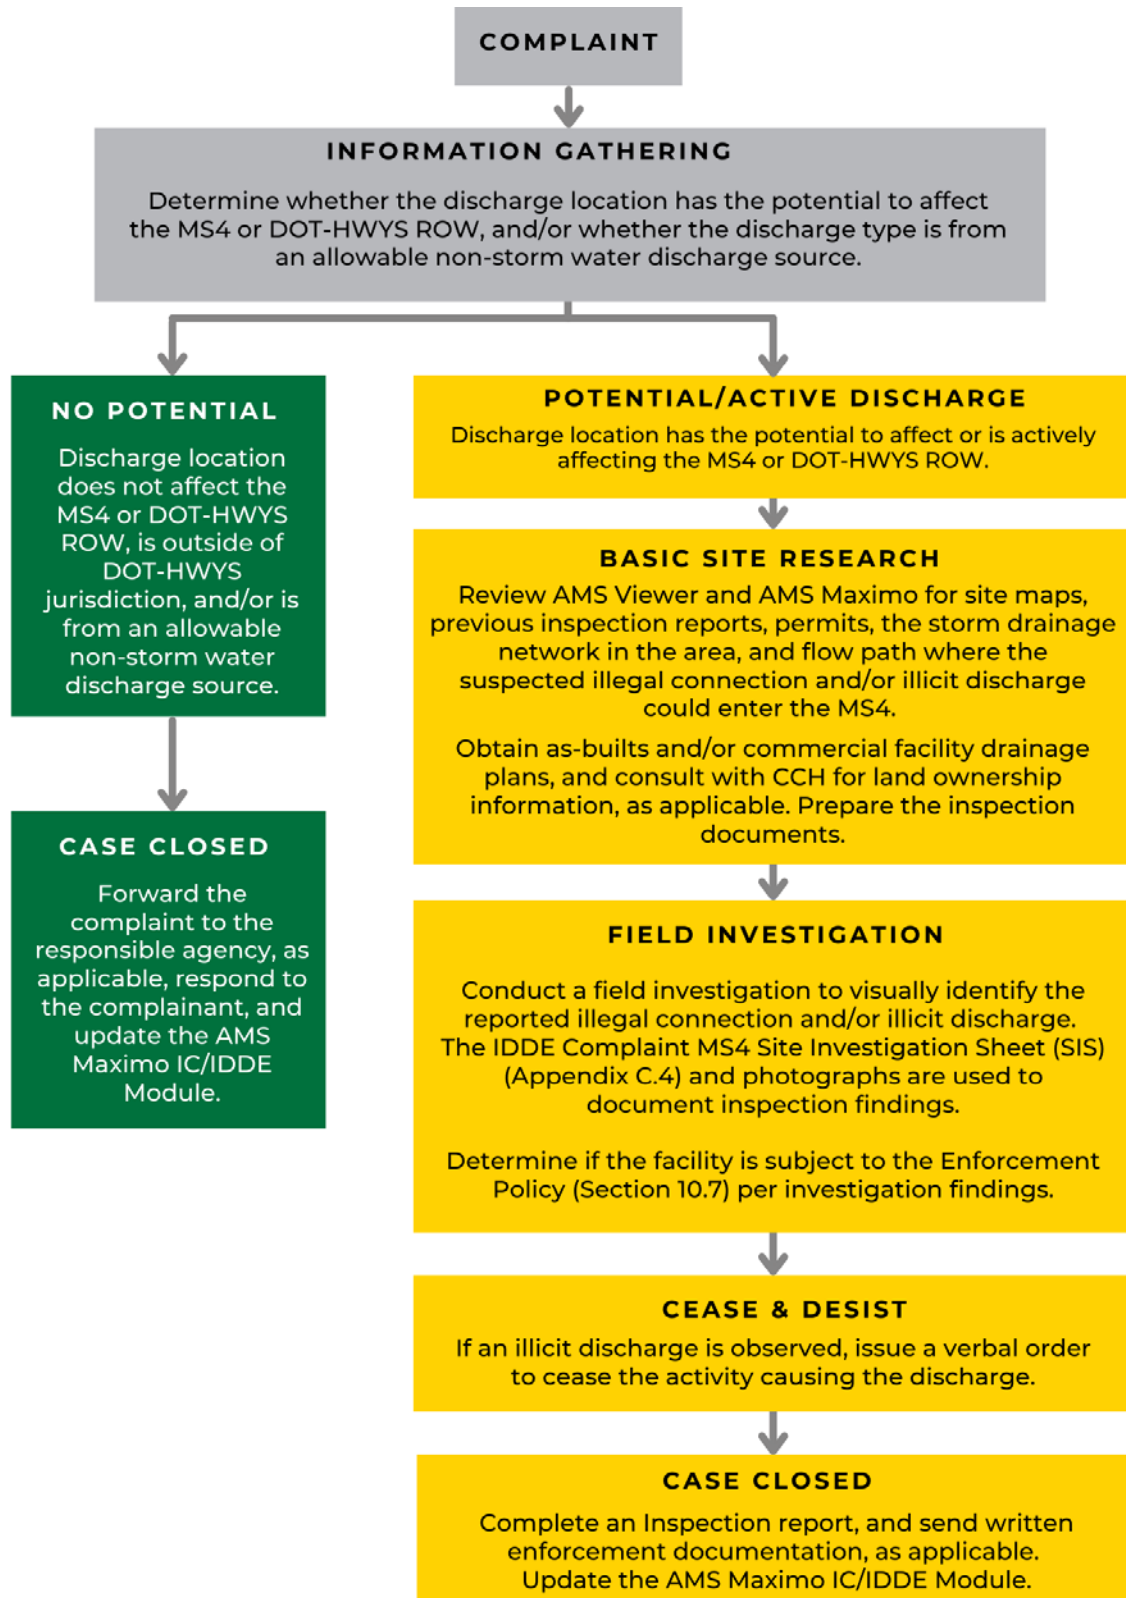 COMPLAINT
INFORMATION GATHERING
Determine whether the discharge location has the potential to affect
the MS4 or DOT-HWYS ROW, and/or whether the discharge type is from
an allowable non-storm water discharge source.
NO POTENTIAL
Discharge location
does not affect the
MS4 or DOT-HWYS
ROW, is outside of
DOT-HWYS
jurisdiction, and/or is
from an allowable
non-storm water
discharge source.
CASE CLOSED
Forward the
complaint to the
responsible agency, as
applicable, respond to
the complainant, and
update the AMS
Maximo IC/IDDE
Module.
POTENTIAL/ACTIVE DISCHARGE
Discharge location has the potential to affect or is actively
affecting the MS4 or DOT-HWYS ROW.
BASIC SITE RESEARCH
Review AMS Viewer and AMS Maximo for site maps,
previous inspection reports, permits, the storm drainage
network in the area, and flow path where the
suspected illegal connection and/or illicit discharge
could enter the MS4.
Obtain as-builts and/or commercial facility drainage
plans, and consult with CCH for land ownership
information, as applicable. Prepare the inspection
documents.
FIELD INVESTIGATION
Conduct a field investigation to visually identify the
reported illegal connection and/or illicit discharge.
The IDDE Complaint MS4 Site Investigation Sheet (SIS)
(Appendix C.4) and photographs are used to
document inspection findings.
Determine if the facility is subject to the Enforcement
Policy (Section 10.7) per investigation findings.
CEASE & DESIST
If an illicit discharge is observed, issue a verbal order
to cease the activity causing the discharge.
CASE CLOSED
Complete an Inspection report, and send written
enforcement documentation, as applicable.
Update the AMS Maximo IC/IDDE Module.